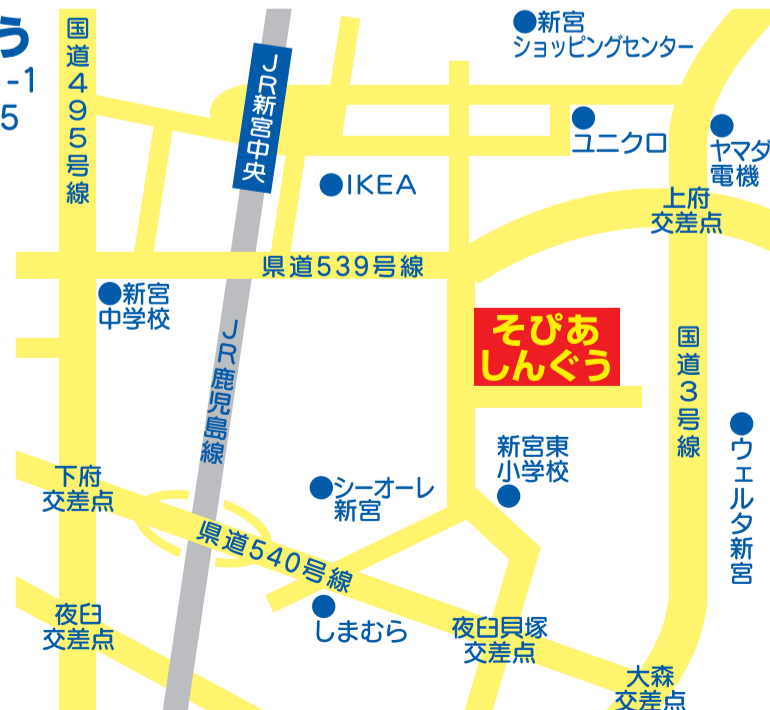 う
-1
5
国道495号線
JR新宮中央
新宮
ショッピングセンター
ユニクロ
ヤマダ
電機
IKEA
上府
交差点
県道539号線
新宮
中学校
JR鹿児島線
そぴあ
しんぐう
国道3号線
ウェルタ新宮
新宮東
小学校
下府
交差点
シーオーレ
新宮
県道540号線
しまむら
夜臼
交差点
夜臼貝塚
交差点
大森
交差点